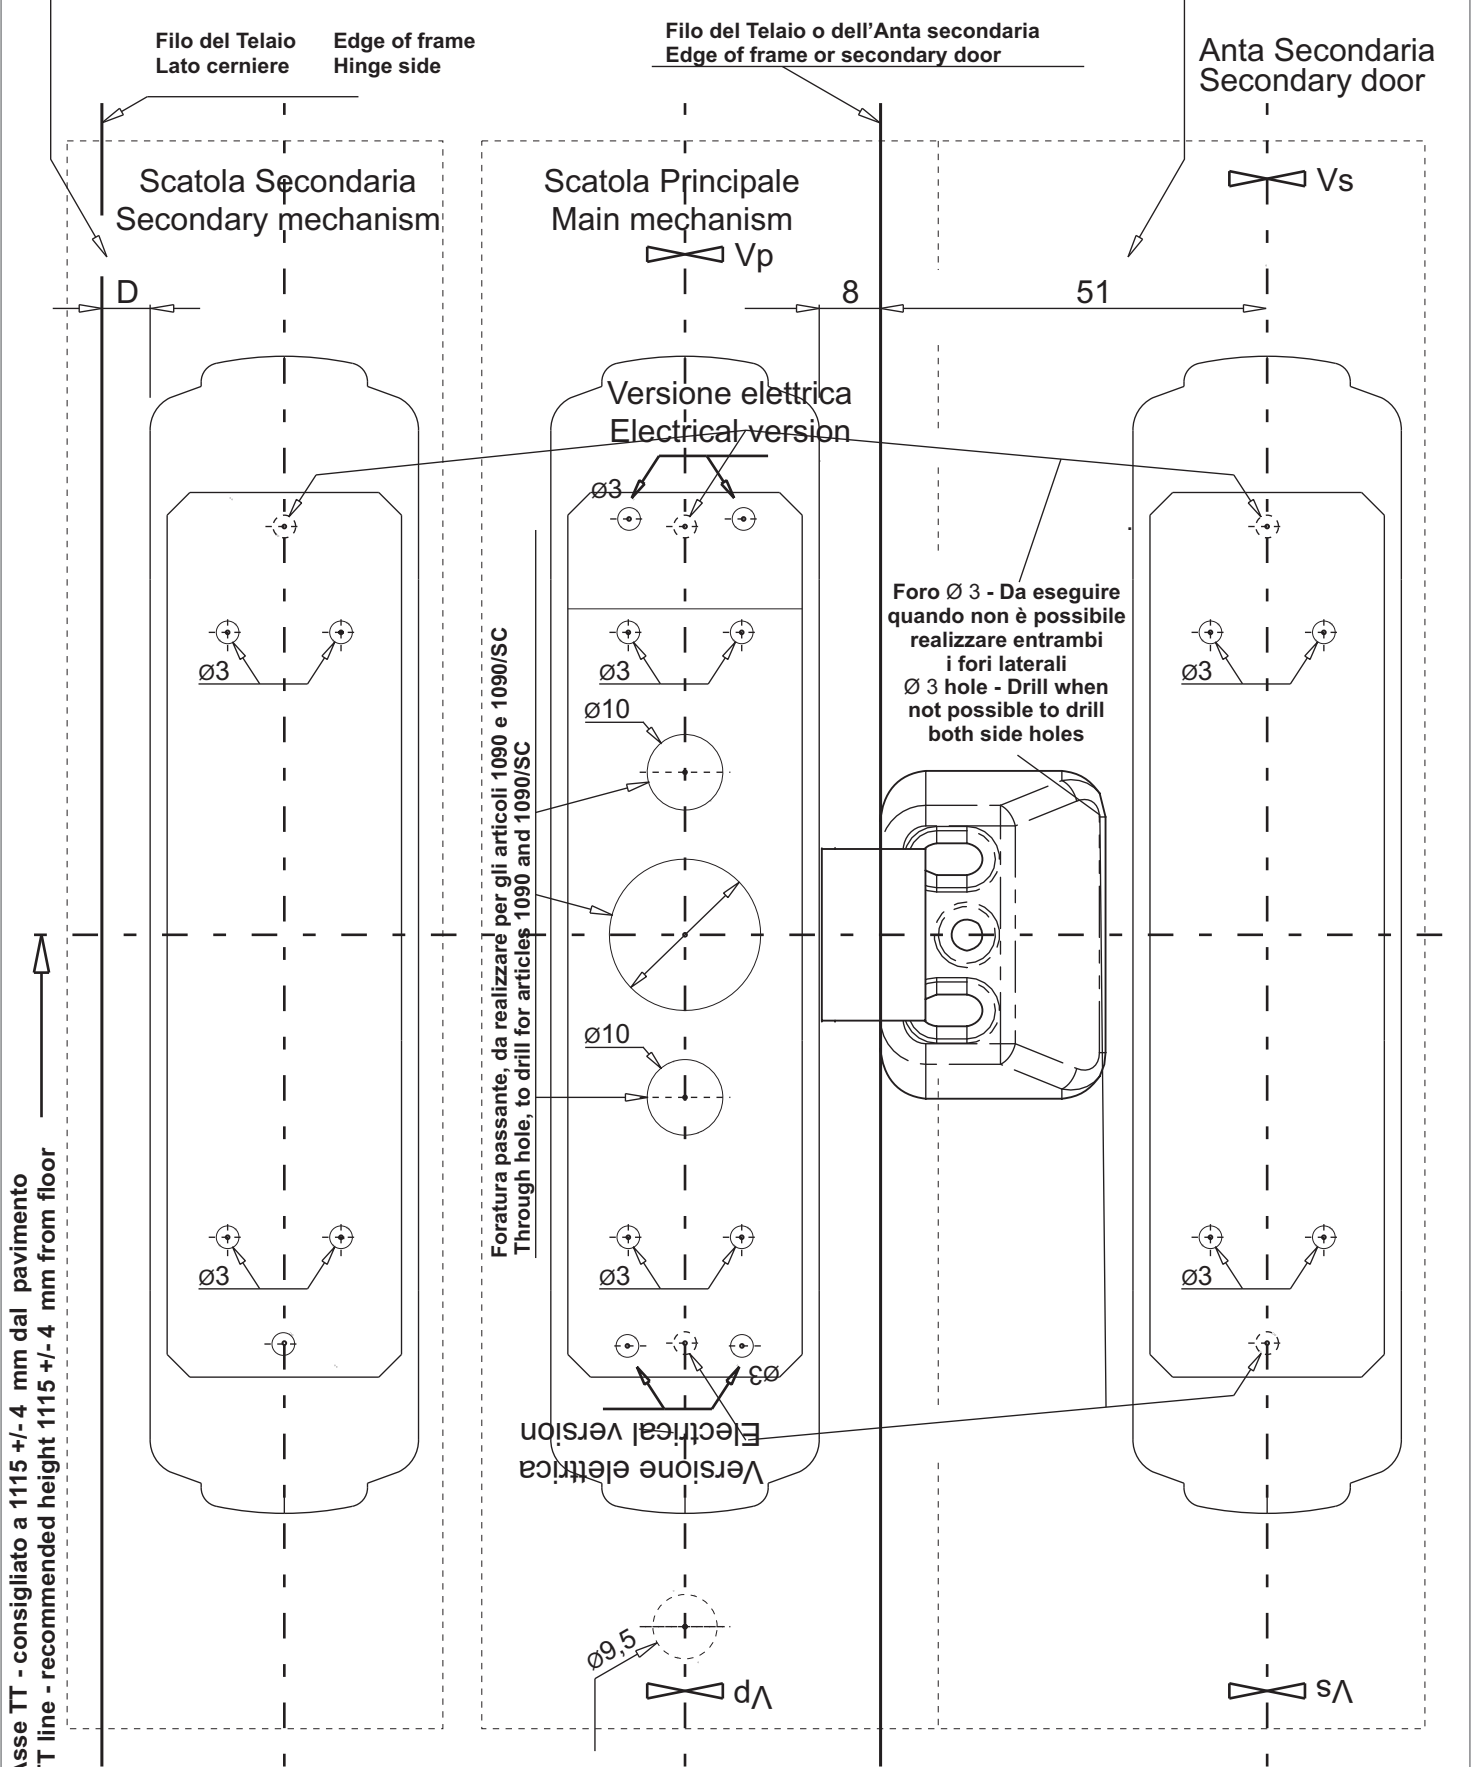 Filo del Telaio Edge of frame
Lato cerniere Hinge side
Filo del Telaio o dell'Anta secondaria
Edge of frame or secondary door
Anta Secondaria
Secondary door
Scatola Secondaria
Secondary mechanism
Scatola Principale
Main mechanism
Vs
Vp
D
8
51
Versione elettrica
Electrical version
Ø3
Foro Ø 3 - Da eseguire
quando non è possibile
realizzare entrambi
i fori laterali
Ø 3 hole - Drill when
not possible to drill
both side holes
Ø3
Ø3
Ø3
Ø10
Foratura passante, da realizzare per gli articoli 1090 e 1090/SC
Through hole, to drill for articles 1090 and 1090/SC
Ø10
Ø3
Ø3
Ø3
Ø3
Electrical version
Versione elettrica
Ø9,5
Vp
Vs
Asse TT - consigliato a 1115 +/- 4 mm dal pavimento
TT line - recommended height 1115 +/- 4 mm from floor